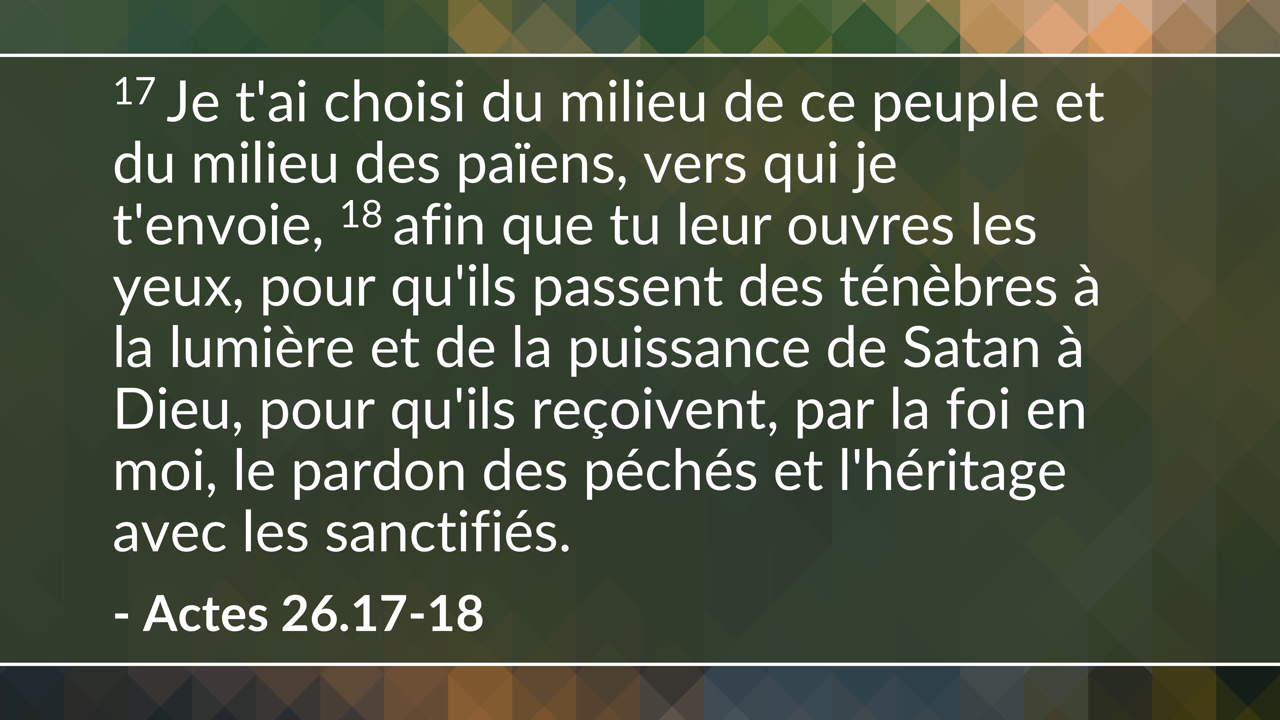 17 Je t'ai choisi du milieu de ce peuple et
du milieu des païens, vers qui je
t'envoie, 18 afin que tu leur ouvres les
yeux, pour qu'ils passent des ténèbres à
la lumière et de la puissance de Satan à
Dieu, pour qu'ils reçoivent, par la foi en
moi, le pardon des péchés et l'héritage
avec les sanctifiés.
- Actes 26.17-18